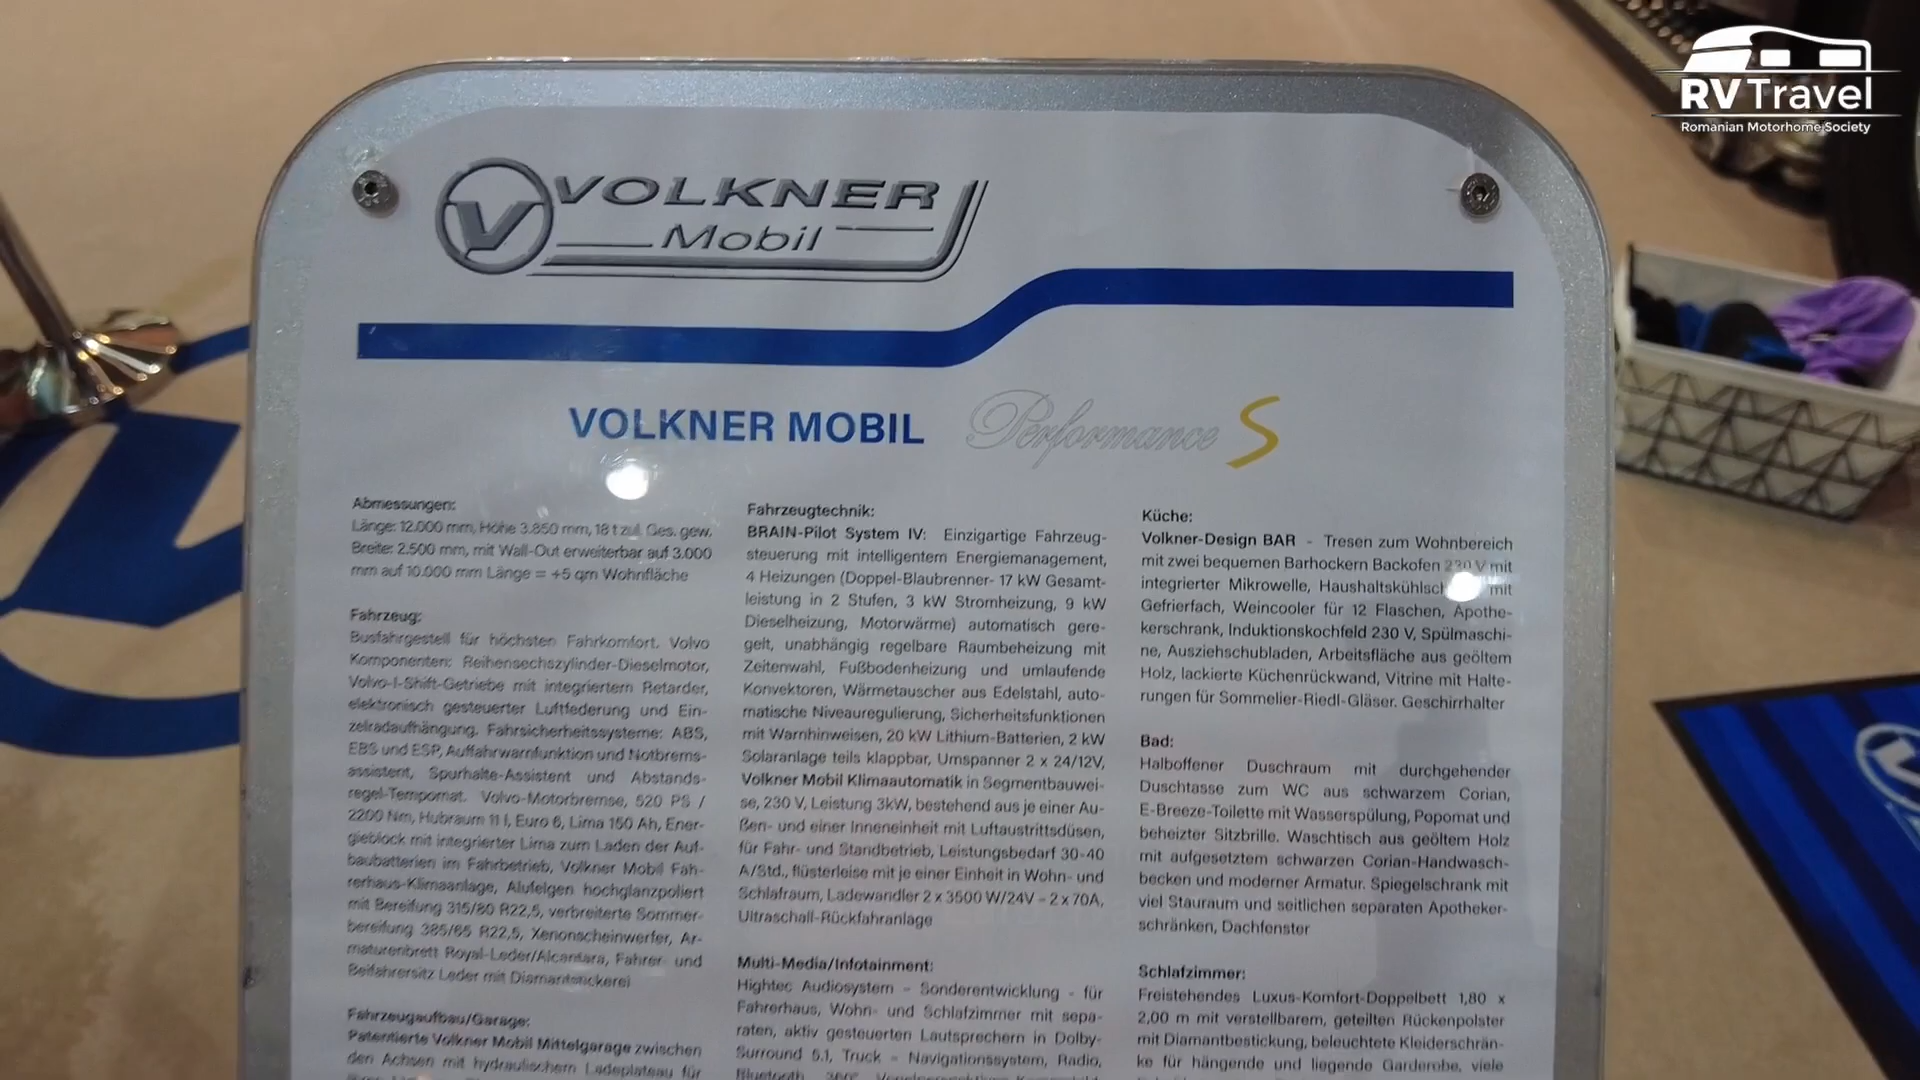 RV Travel
Romanian Motorhome Society
VOLKNER
Mobil
VOLKNER MOBIL Performance S
Abmessungen:
Länge: 12.000 mm, Höhe 3.850 mm, 18 t zul. Ges. gew.
Breite: 2.500 mm, mit Wall-Out erweiterbar auf 3.000
mm auf 10.000 mm Länge = +5 qm Wohnfläche
Fahrzeug:
Busfahrgestell für höchsten Fahrkomfort. Volvo
Komponenten: Reihensechszylinder-Dieselmotor,
Volvo-I-Shift-Getriebe mit integriertem Retarder,
elektronisch gesteuerter Luftfederung und Ein-
zelradaufhängung. Fahrsicherheitssysteme: ABS,
EBS und ESP, Auffahrwarnfunktion und Notbrems-
assistent, Spurhalte-Assistent und Abstands-
regel-Tempomat. Volvo-Motorbremse, 520 PS /
2200 Nm, Hubraum 11 l, Euro 6, Lima 150 Ah, Ener-
gieblock mit integrierter Lima zum Laden der Auf-
baubatterien im Fahrbetrieb, Volkner Mobil Fah-
rerhaus-Klimaanlage, Alufelgen hochglanzpoliert
mit Bereifung 315/80 R22,5, verbreiterte Sommer-
bereifung 385/65 R22,5, Xenonscheinwerfer, Ar-
maturenbrett Royal-Leder/Alcantara, Fahrer- und
Beifahrersitz Leder mit Diamantstickerei
Fahrzeugaufbau/Garage:
Patentierte Volkner Mobil Mittelgarage zwischen
den Achsen mit hydraulischem Ladeplateau für
Fahrzeugtechnik:
BRAIN-Pilot System IV: Einzigartige Fahrzeug-
steuerung mit intelligentem Energiemanagement,
4 Heizungen (Doppel-Blaubrenner- 17 kW Gesamt-
leistung in 2 Stufen, 3 kW Stromheizung, 9 kW
Dieselheizung, Motorwärme) automatisch gere-
gelt, unabhängig regelbare Raumbeheizung mit
Zeitenwahl, Fußbodenheizung und umlaufende
Konvektoren, Wärmetauscher aus Edelstahl, auto-
matische Niveauregulierung, Sicherheitsfunktionen
mit Warnhinweisen, 20 kW Lithium-Batterien, 2 kW
Solaranlage teils klappbar, Umspanner 2 x 24/12V,
Volkner Mobil Klimaautomatik in Segmentbauwei-
se, 230 V, Leistung 3kW, bestehend aus je einer Au-
ßen- und einer Inneneinheit mit Luftaustrittsdüsen,
für Fahr- und Standbetrieb, Leistungsbedarf 30-40
A/Std., flüsterleise mit je einer Einheit in Wohn- und
Schlafraum, Ladewandler 2 x 3500 W/24V - 2 x 70A,
Ultraschall-Rückfahranlage
Multi-Media/Infotainment:
Hightec Audiosystem - Sonderentwicklung - für
Fahrerhaus, Wohn- und Schlafzimmer mit sepa-
raten, aktiv gesteuerten Lautsprechern in Dolby-
Surround 5.1, Truck - Navigationssystem, Radio,
Bluetooth, 360°
Küche:
Volkner-Design BAR - Tresen zum Wohnbereich
mit zwei bequemen Barhockern Backofen 230 V mit
integrierter Mikrowelle, mit
Gefrierfach, Weincooler für 12 Flaschen, Apothe-
kerschrank, Induktionskochfeld 230 V, Spülmaschi-
ne, Ausziehschubladen, Arbeitsfläche aus geöltem
Holz, lackierte Küchenrückwand, Vitrine mit Halte-
rungen für Sommelier-Riedl-Gläser. Geschirrhalter
Bad:
Halboffener Duschraum mit durchgehender
Duschtasse zum WC aus schwarzem Corian,
E-Breeze-Toilette mit Wasserspülung, Popomat und
beheizter Sitzbrille. Waschtisch aus geöltem Holz
mit aufgesetztem schwarzen Corian-Handwasch-
becken und moderner Armatur. Spiegelschrank mit
viel Stauraum und seitlichen separaten Apotheker-
schränken, Dachfenster
Schlafzimmer:
Freistehendes Luxus-Komfort-Doppelbett 1,80 x
2,00 m mit verstellbarem, geteilten Rückenpolster
mit Diamantbestickung, beleuchtete Kleiderschrän-
ke für hängende und liegende Garderobe, viele